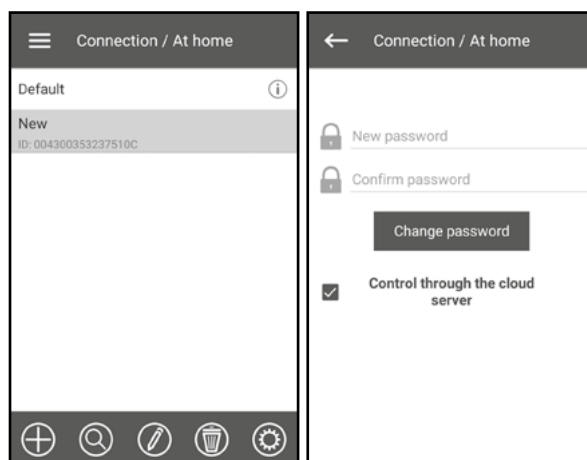 Connection / At home
Default
New
ID: 004300353237510C
Connection / At home
New password
Confirm password
Change password
Control through the cloud
server